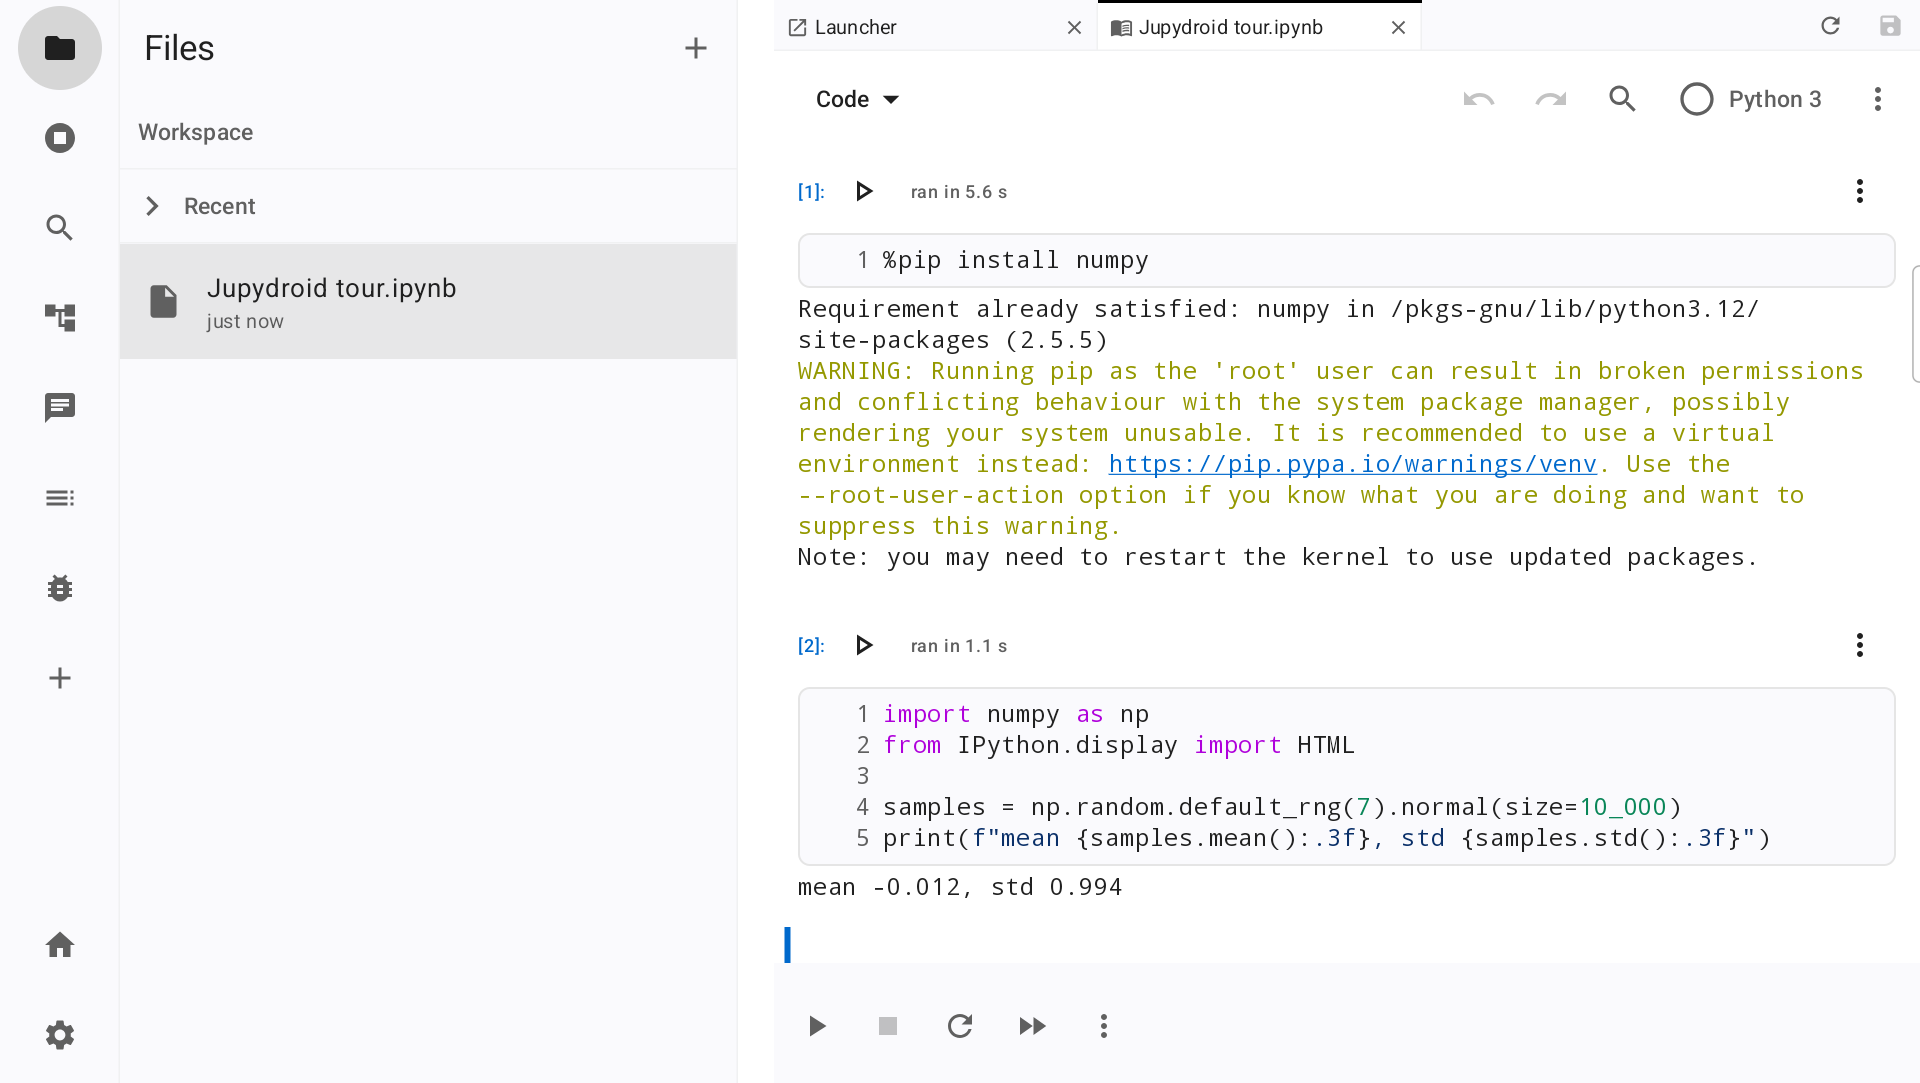 Files
Workspace
Recent
Jupydroid tour.ipynb
just now
Launcher
Jupydroid tour.ipynb
Code
Python 3
[1]:
ran in 5.6 s
1 %pip install numpy
Requirement already satisfied: numpy in /pkgs-gnu/lib/python3.12/
site-packages (2.5.5)
WARNING: Running pip as the 'root' user can result in broken permissions
and conflicting behaviour with the system package manager, possibly
rendering your system unusable. It is recommended to use a virtual
environment instead: https://pip.pypa.io/warnings/venv. Use the
--root-user-action option if you know what you are doing and want to
suppress this warning.
Note: you may need to restart the kernel to use updated packages.
[2]:
ran in 1.1 s
1 import numpy as np
2 from IPython.display import HTML
3
4 samples = np.random.default_rng(7).normal(size=10_000)
5 print(f"mean {samples.mean():.3f}, std {samples.std():.3f}")
mean -0.012, std 0.994